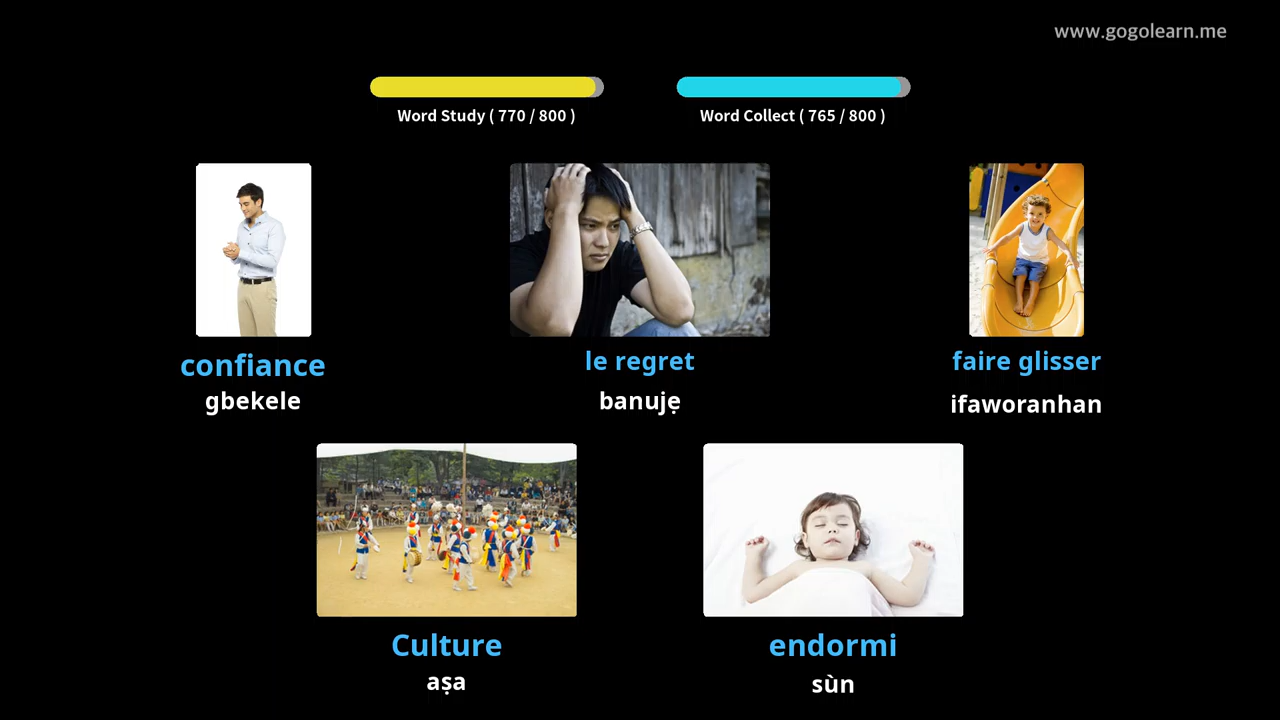 www.gogolearn.me
Word Study ( 770 / 800 )
Word Collect ( 765 / 800 )
confiance
gbekele
le regret
banujẹ
faire glisser
ifaworanhan
Culture
aṣa
endormi
sùn